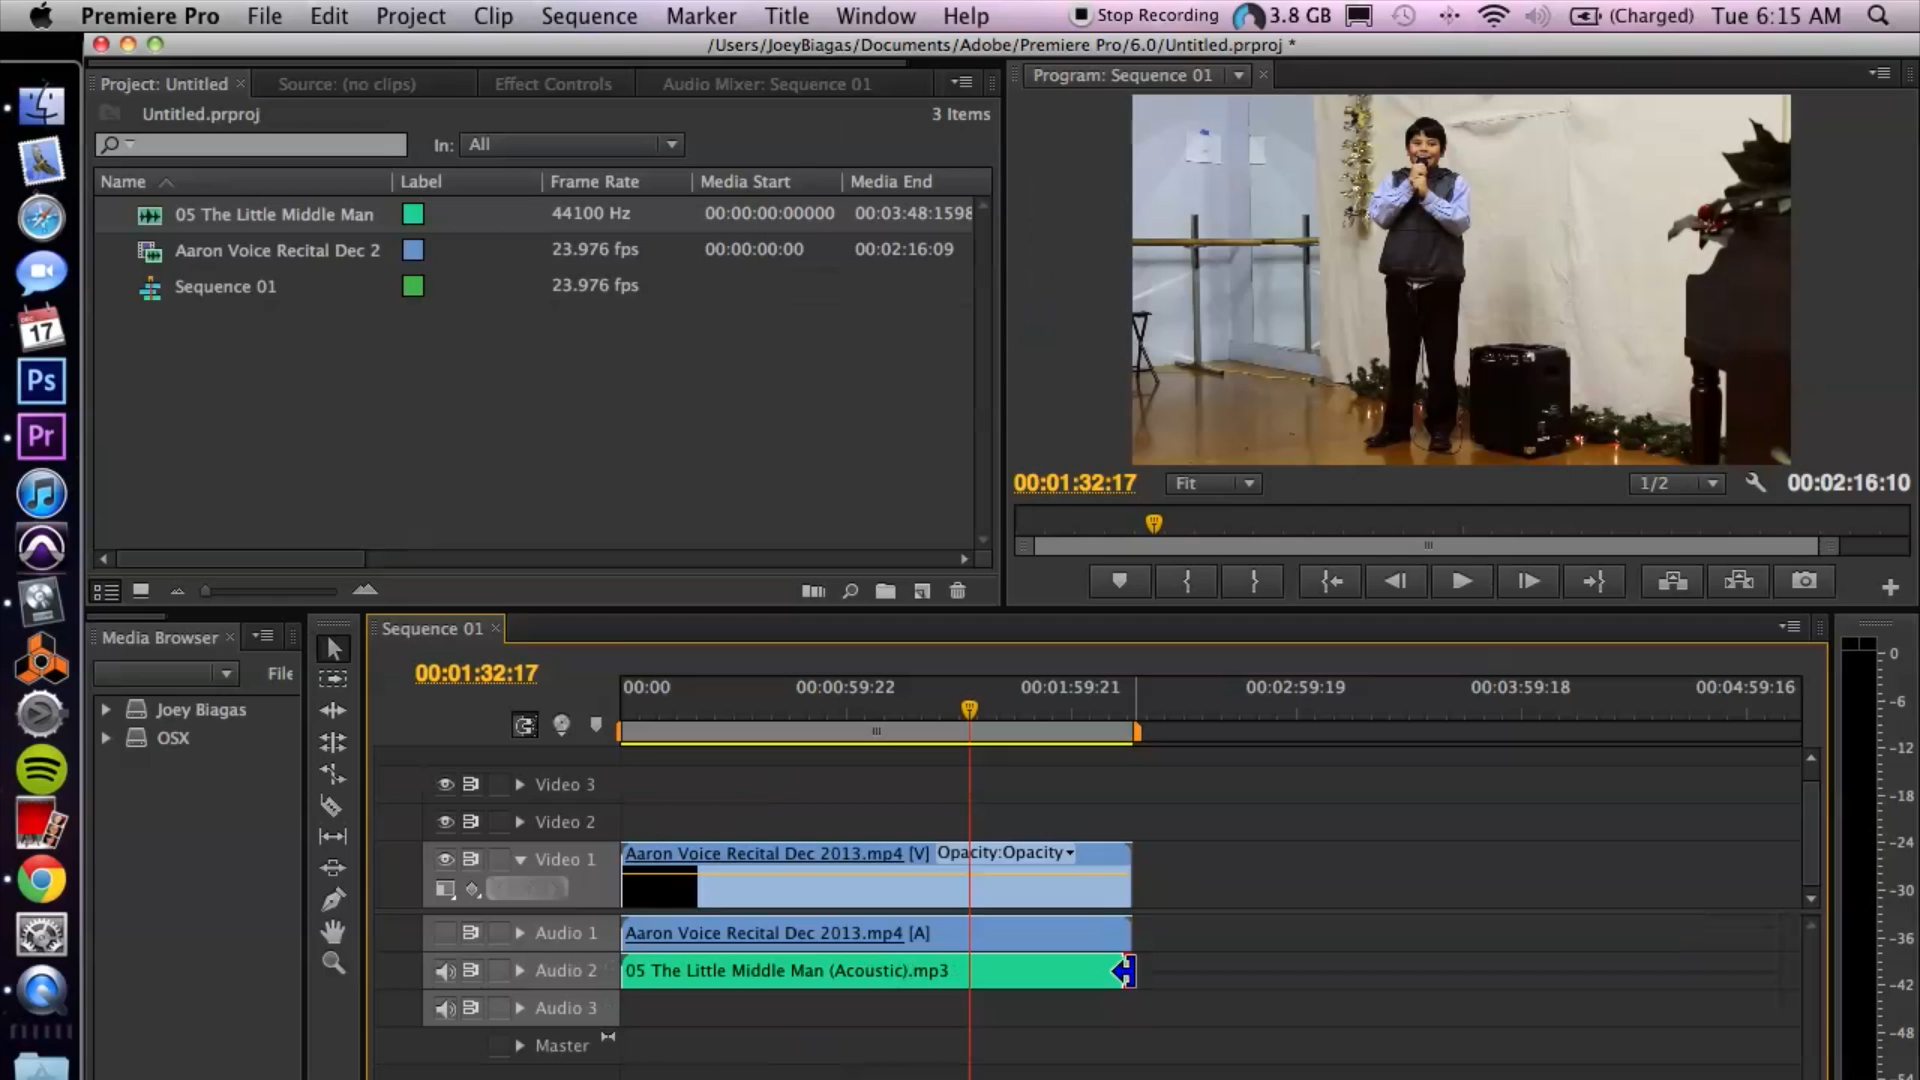 Premiere Pro File Edit Project Clip Sequence Marker Title Window Help Stop Recording 3.8 GB (Charged) Tue 6:15 AM
/Users/JoeyBiagas/Documents/Adobe/Premiere Pro/6.0/Untitled.prproj *
Project: Untitled × Source: (no clips) Effect Controls Audio Mixer: Sequence 01
Program: Sequence 01 ×
Untitled.prproj 3 Items
In: All
Name Label Frame Rate Media Start Media End
05 The Little Middle Man 44100 Hz 00:00:00:00000 00:03:48:1598
Aaron Voice Recital Dec 2 23.976 fps 00:00:00:00 00:02:16:09
Sequence 01 23.976 fps
DEC
17
Ps
Pr
00:01:32:17 Fit 1/2 00:02:16:10
Media Browser ×
File
Joey Biagas
OSX
Sequence 01 ×
00:01:32:17
00:00 00:00:59:22 00:01:59:21 00:02:59:19 00:03:59:18 00:04:59:16
Video 3
Video 2
Video 1 Aaron Voice Recital Dec 2013.mp4 [V] Opacity:Opacity
Audio 1 Aaron Voice Recital Dec 2013.mp4 [A]
Audio 2 05 The Little Middle Man (Acoustic).mp3
Audio 3
Master
0
-6
-12
-18
-24
-30
-36
-42
-48
-54